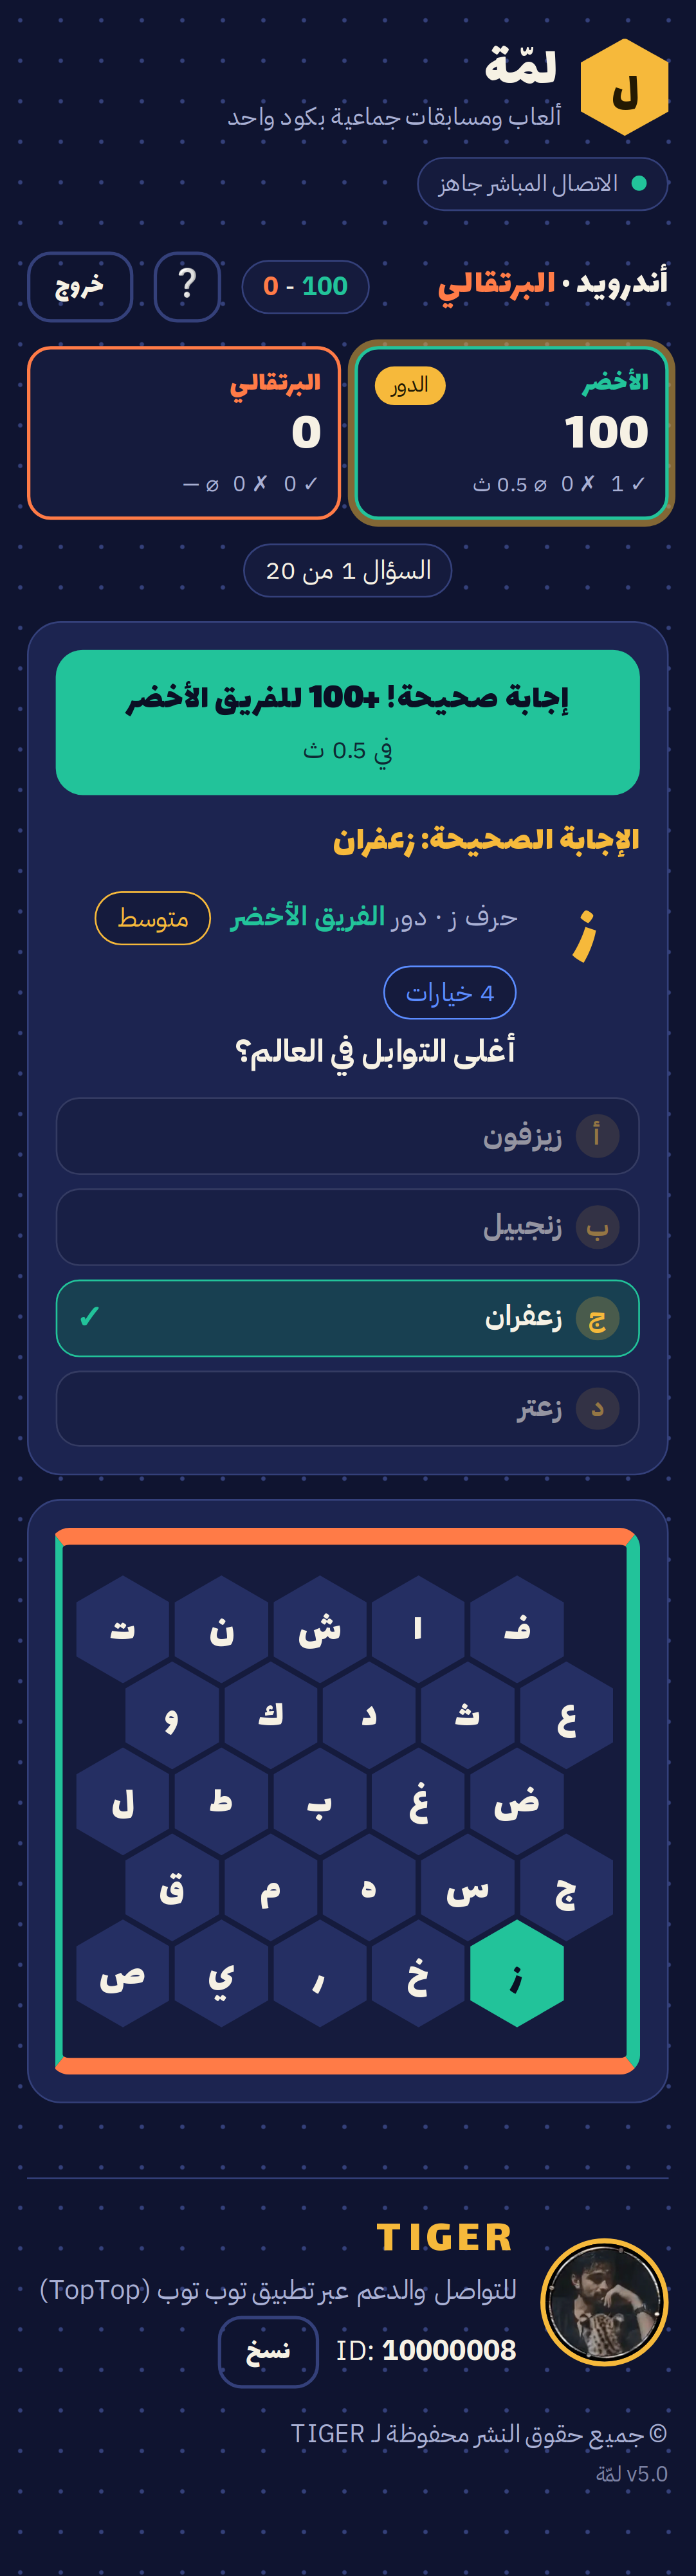 ل
لمّة
ألعاب ومسابقات جماعية بكود واحد
الاتصال المباشر جاهز
أندرويد · البرتقالي
100 - 0
?
خروج
الأخضر
الدور
100
✓ 1 ✗ 0 ⌀ 0.5 ث
البرتقالي
0
✓ 0 ✗ 0 ⌀ —
السؤال 1 من 20
إجابة صحيحة! +100 للفريق الأخضر
في 0.5 ث
الإجابة الصحيحة: زعفران
ز
حرف ز · دور الفريق الأخضر
متوسط
4 خيارات
أغلى التوابل في العالم؟
أ زيزفون
ب زنجبيل
ج زعفران ✓
د زعتر
ف ا ش ن ت
ع ث د ك و
ض غ ب ط ل
ج س ه م ق
ز خ ر ي ص
TIGER
للتواصل والدعم عبر تطبيق توب توب (TopTop)
ID: 10000008
نسخ
© جميع حقوق النشر محفوظة لـ TIGER
لمّة v5.0